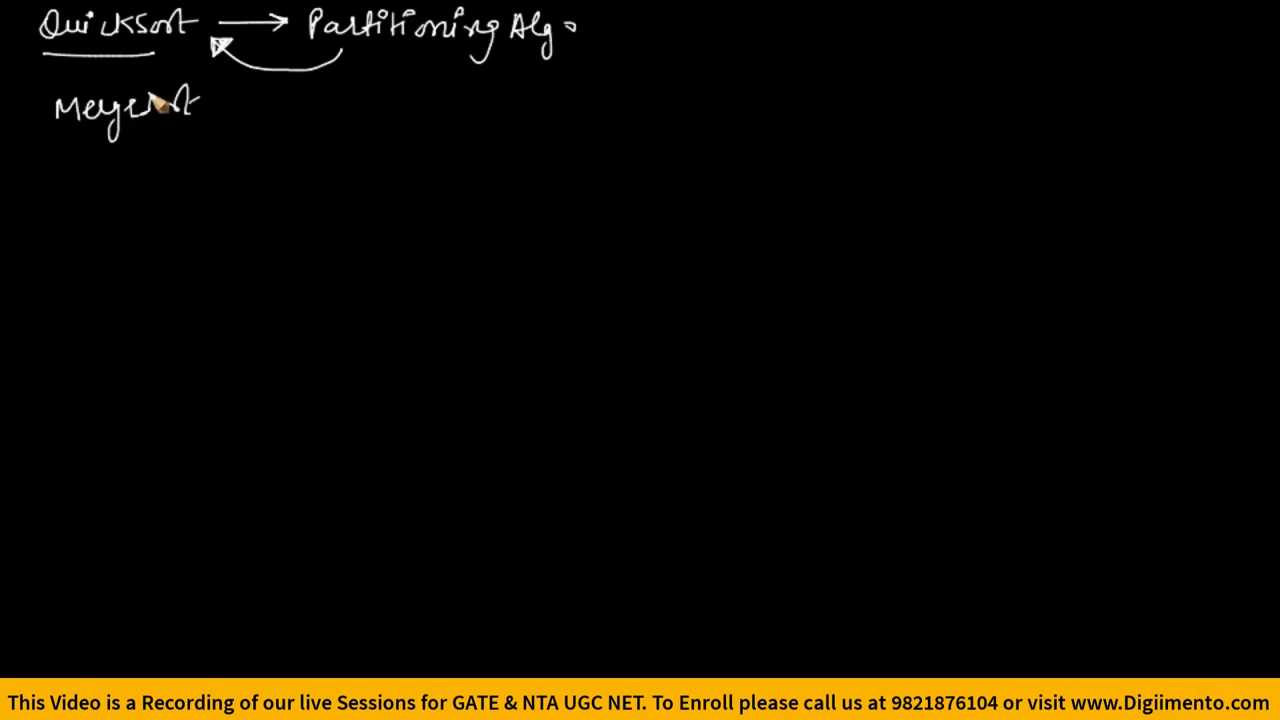 Quicksort → Partitioning Alg.
Mergesort
This Video is a Recording of our live Sessions for GATE & NTA UGC NET. To Enroll please call us at 9821876104 or visit www.Digiimento.com